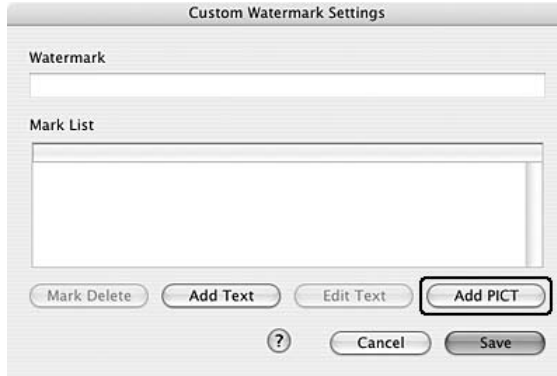 Custom Watermark Settings
Watermark
Mark List
Mark Delete Add Text Edit Text Add PICT
? Cancel Save